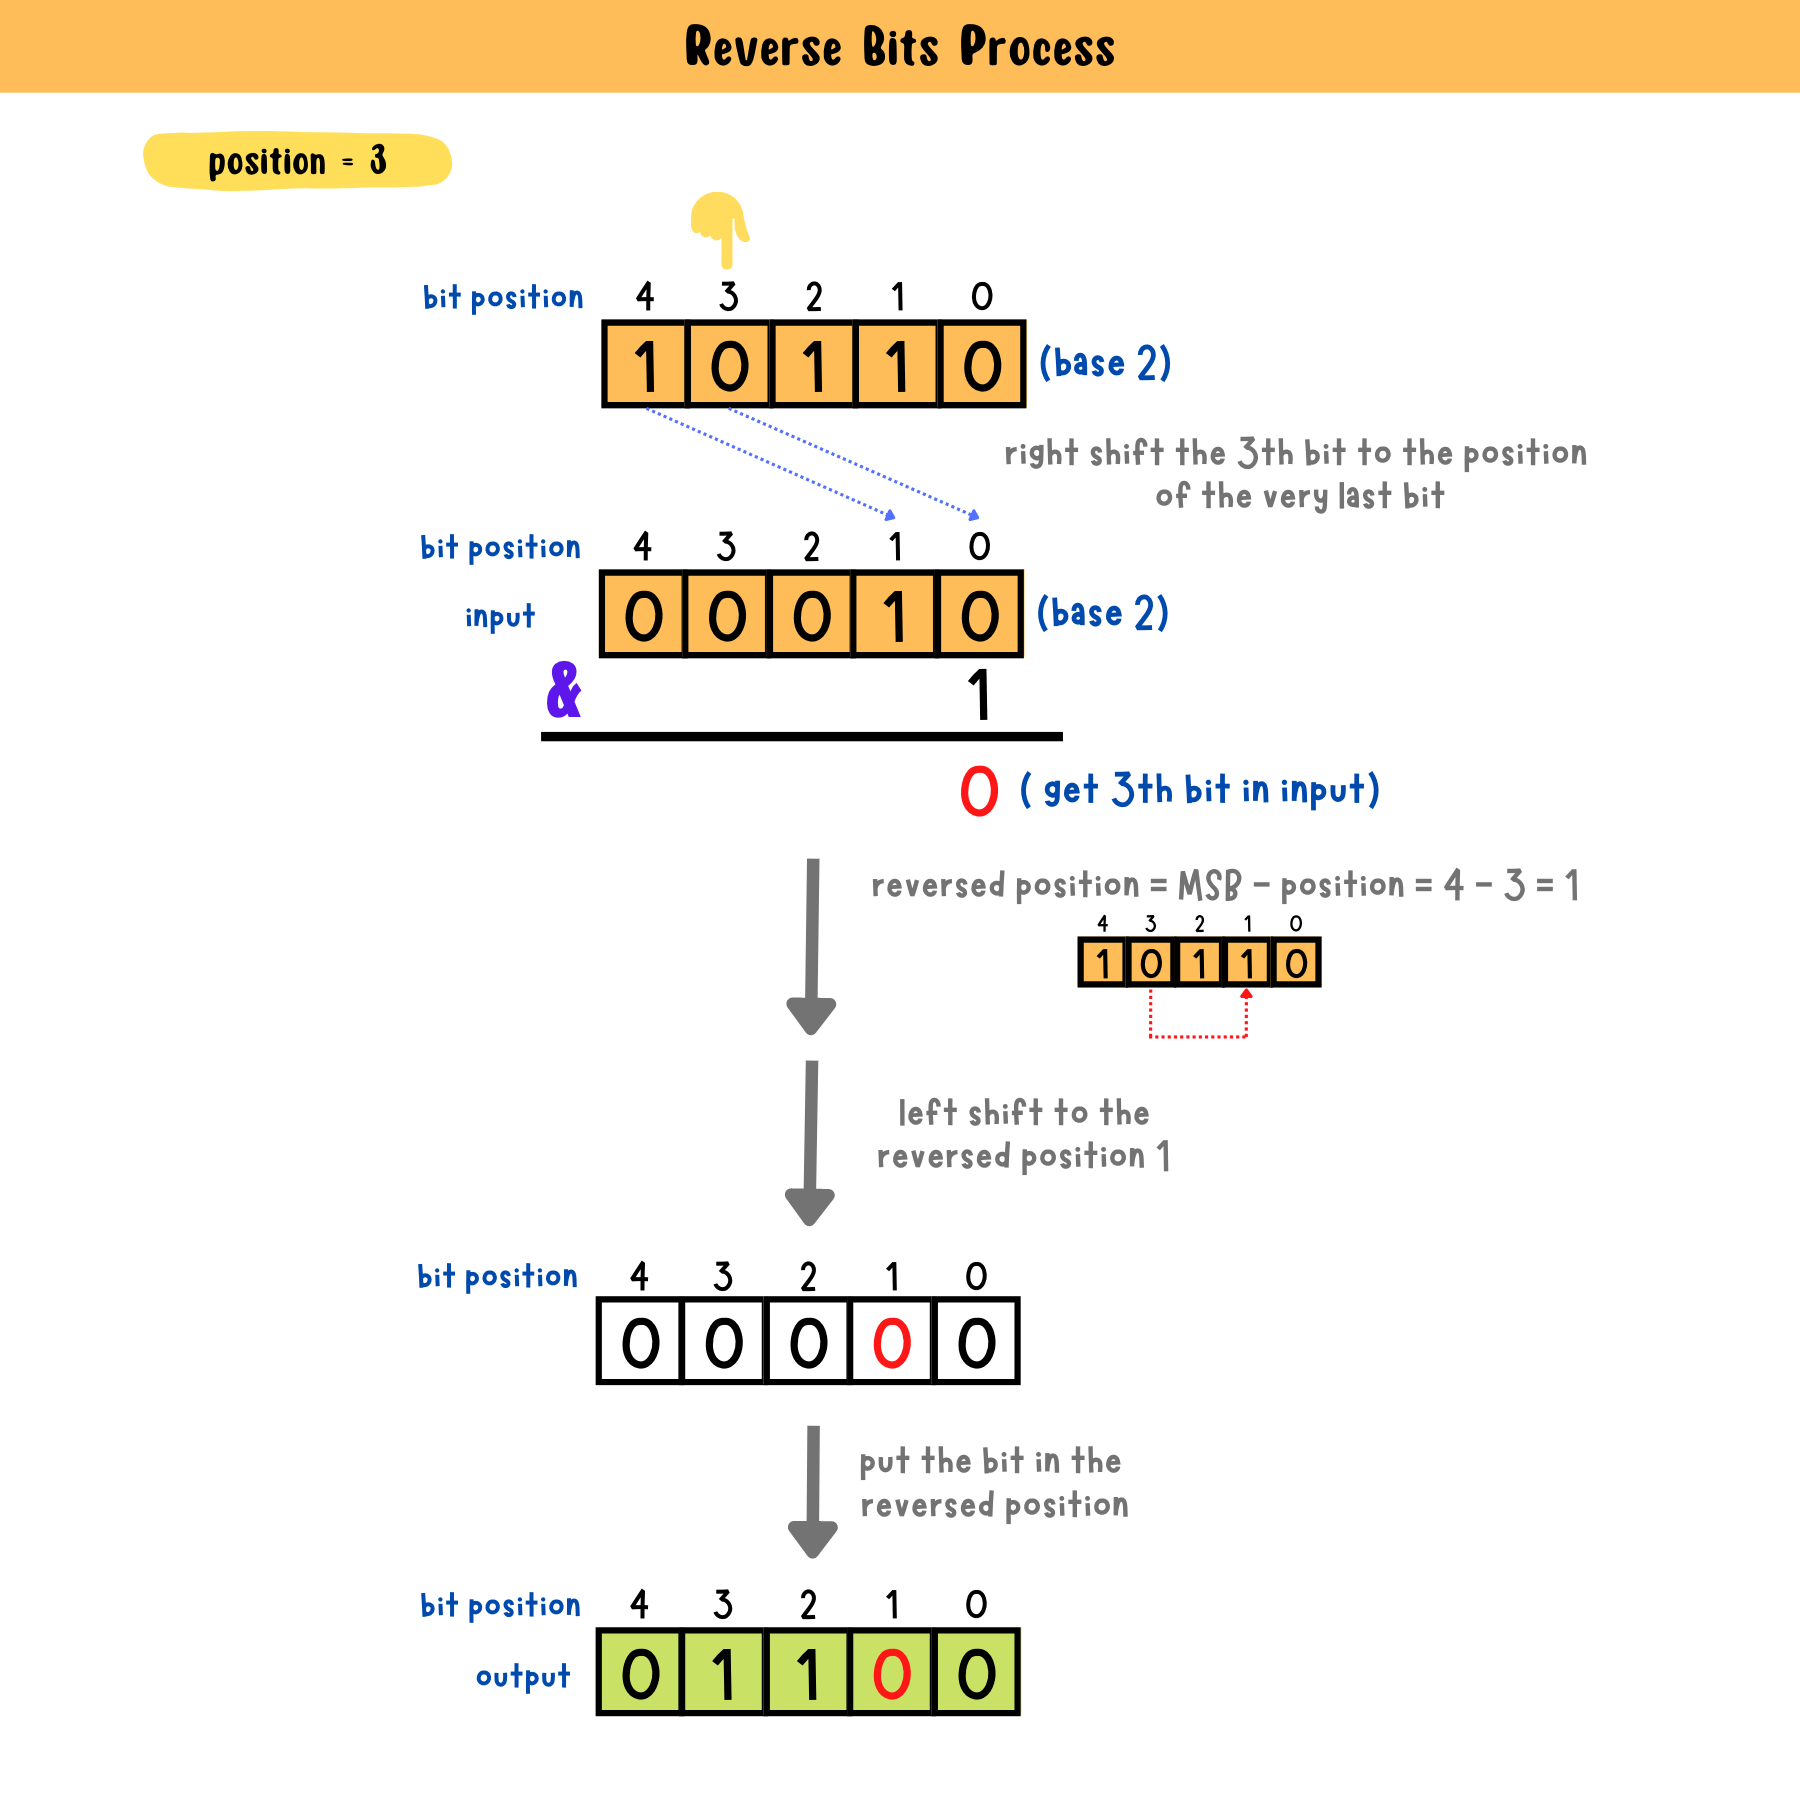 Reverse Bits Process
position = 3
bit position 4 3 2 1 0
1 0 1 1 0 (base 2)
right shift the 3th bit to the position
of the very last bit
bit position 4 3 2 1 0
input 0 0 0 1 0 (base 2)
& 1
0 ( get 3th bit in input)
reversed position = MSB - position = 4 - 3 = 1
4 3 2 1 0
1 0 1 1 0
left shift to the
reversed position 1
bit position 4 3 2 1 0
0 0 0 0 0
put the bit in the
reversed position
bit position 4 3 2 1 0
output 0 1 1 0 0